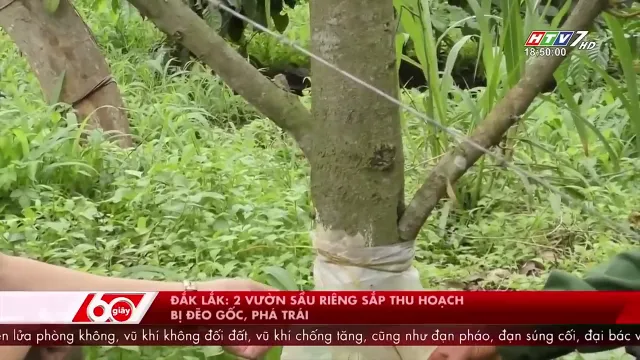 HTV7 HD
18:50:00
60 giây
ĐẮK LẮK: 2 VƯỜN SẦU RIÊNG SẮP THU HOẠCH
BỊ ĐẼO GỐC, PHÁ TRÁI
ên lửa phòng không, vũ khí không đối đất, vũ khí chống tăng, cũng như đạn pháo, đạn súng cối, đại bác v